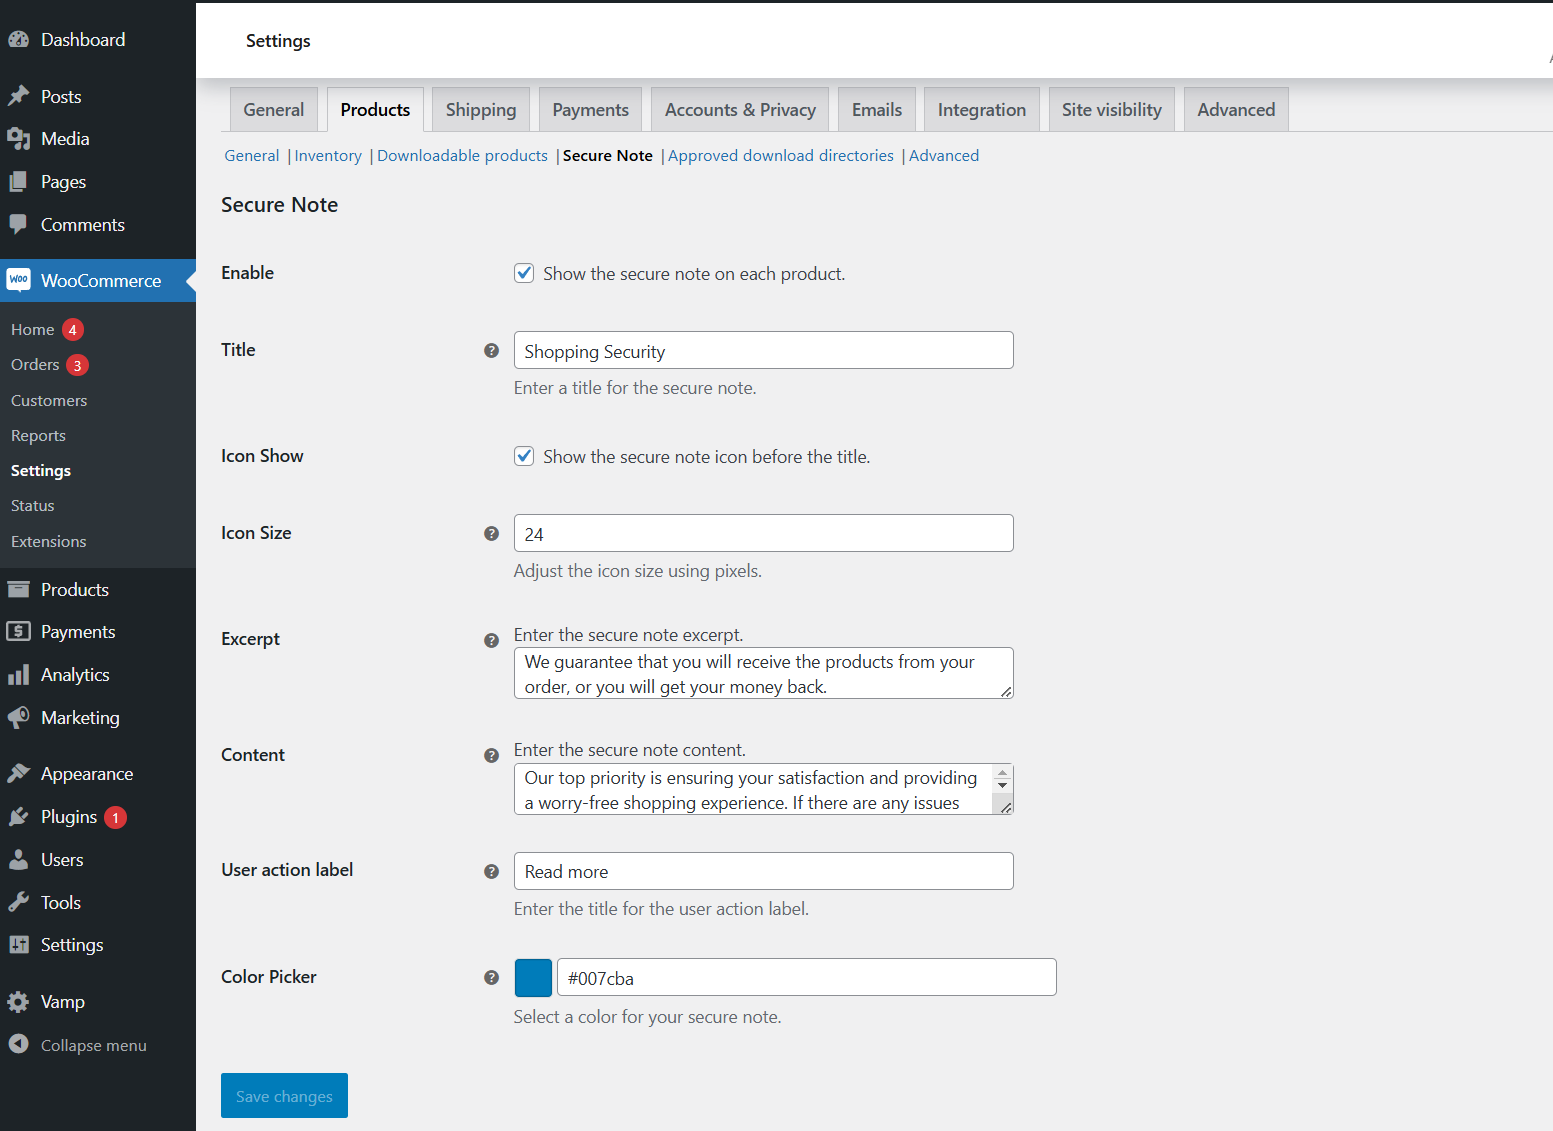 Dashboard
Posts
Media
Pages
Comments
Woo WooCommerce
Home 4
Orders 3
Customers
Reports
Settings
Status
Extensions
Products
Payments
Analytics
Marketing
Appearance
Plugins 1
Users
Tools
Settings
Vamp
Collapse menu
Settings
General Products Shipping Payments Accounts & Privacy Emails Integration Site visibility Advanced
General | Inventory | Downloadable products | Secure Note | Approved download directories | Advanced
Secure Note
Enable
Show the secure note on each product.
Title
Shopping Security
Enter a title for the secure note.
Icon Show
Show the secure note icon before the title.
Icon Size
24
Adjust the icon size using pixels.
Excerpt
Enter the secure note excerpt.
We guarantee that you will receive the products from your
order, or you will get your money back.
Content
Enter the secure note content.
Our top priority is ensuring your satisfaction and providing
a worry-free shopping experience. If there are any issues
User action label
Read more
Enter the title for the user action label.
Color Picker
#007cba
Select a color for your secure note.
Save changes